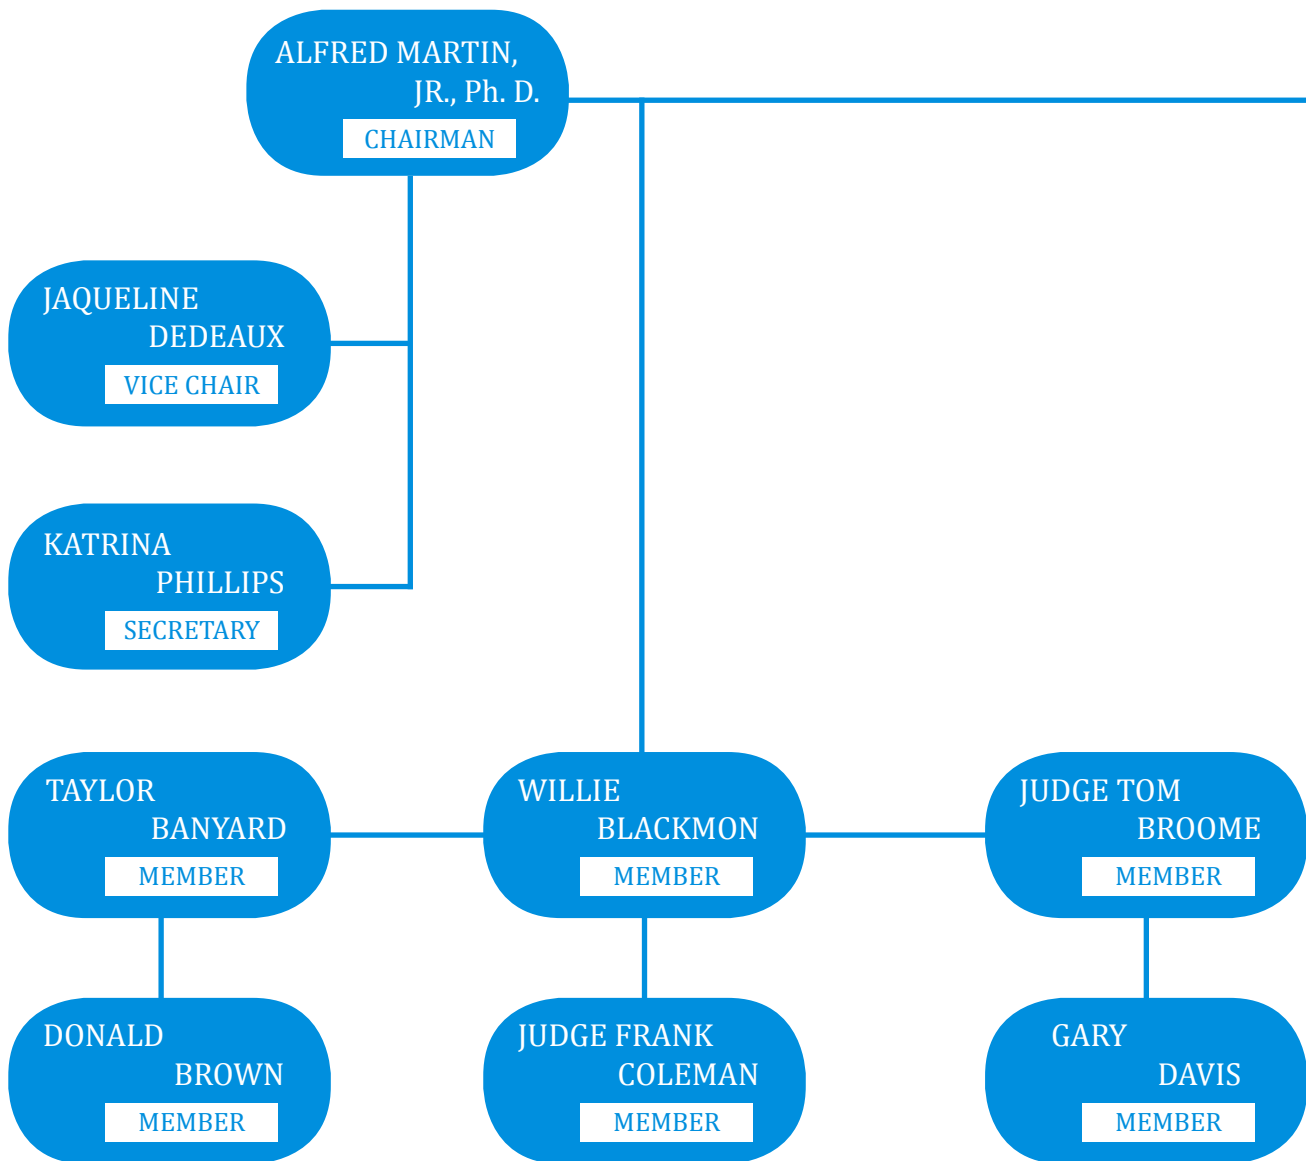 ALFRED MARTIN,
JR., Ph. D.
CHAIRMAN
JAQUELINE
DEDEAUX
VICE CHAIR
KATRINA
PHILLIPS
SECRETARY
TAYLOR
BANYARD
MEMBER
WILLIE
BLACKMON
MEMBER
JUDGE TOM
BROOME
MEMBER
DONALD
BROWN
MEMBER
JUDGE FRANK
COLEMAN
MEMBER
GARY
DAVIS
MEMBER